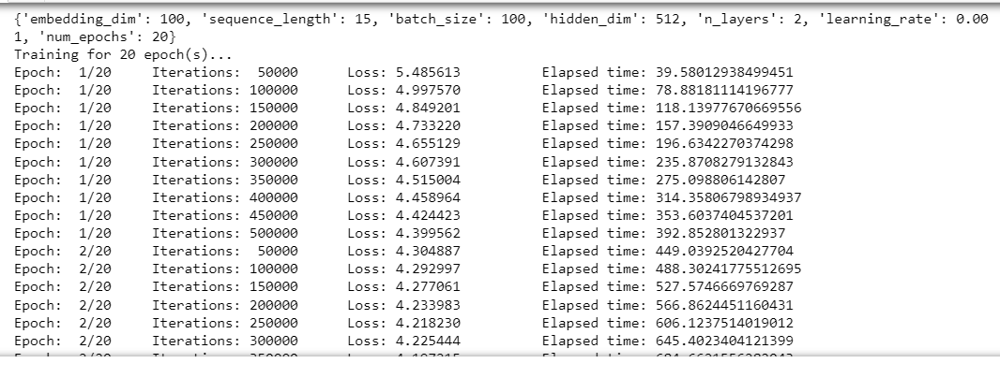 {'embedding_dim': 100, 'sequence_length': 15, 'batch_size': 100, 'hidden_dim': 512, 'n_layers': 2, 'learning_rate': 0.00
1, 'num_epochs': 20}
Training for 20 epoch(s)...
Epoch:  1/20     Iterations:  50000      Loss: 5.485613          Elapsed time: 39.58012938499451
Epoch:  1/20     Iterations: 100000      Loss: 4.997570          Elapsed time: 78.88181114196777
Epoch:  1/20     Iterations: 150000      Loss: 4.849201          Elapsed time: 118.13977670669556
Epoch:  1/20     Iterations: 200000      Loss: 4.733220          Elapsed time: 157.3909046649933
Epoch:  1/20     Iterations: 250000      Loss: 4.655129          Elapsed time: 196.6342270374298
Epoch:  1/20     Iterations: 300000      Loss: 4.607391          Elapsed time: 235.8708279132843
Epoch:  1/20     Iterations: 350000      Loss: 4.515004          Elapsed time: 275.098806142807
Epoch:  1/20     Iterations: 400000      Loss: 4.458964          Elapsed time: 314.35806798934937
Epoch:  1/20     Iterations: 450000      Loss: 4.424423          Elapsed time: 353.6037404537201
Epoch:  1/20     Iterations: 500000      Loss: 4.399562          Elapsed time: 392.852801322937
Epoch:  2/20     Iterations:  50000      Loss: 4.304887          Elapsed time: 449.0392520427704
Epoch:  2/20     Iterations: 100000      Loss: 4.292997          Elapsed time: 488.30241775512695
Epoch:  2/20     Iterations: 150000      Loss: 4.277061          Elapsed time: 527.5746669769287
Epoch:  2/20     Iterations: 200000      Loss: 4.233983          Elapsed time: 566.8624451160431
Epoch:  2/20     Iterations: 250000      Loss: 4.218230          Elapsed time: 606.1237514019012
Epoch:  2/20     Iterations: 300000      Loss: 4.225444          Elapsed time: 645.4023404121399